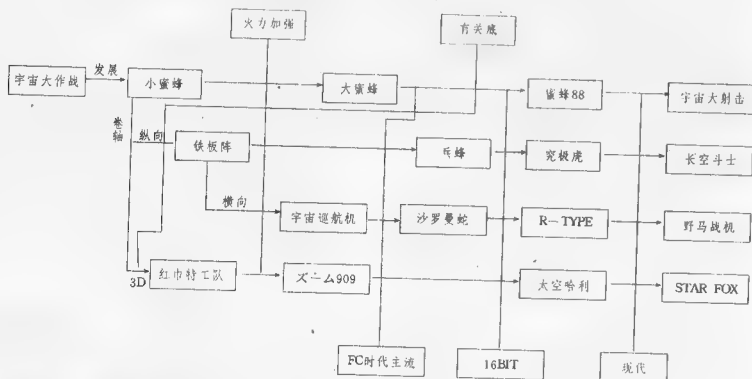 火力加强
有关底
宇宙大作战
发展
小蜜蜂
大蜜蜂
蜜蜂88
宇宙大射击
卷轴
纵向
铁板阵
兵蜂
究极虎
长空斗士
横向
宇宙巡航机
沙罗曼蛇
R－TYPE
野马战机
3D
红巾特工队
ズーム909
太空哈利
STAR FOX
FC时代主流
16BIT
现代